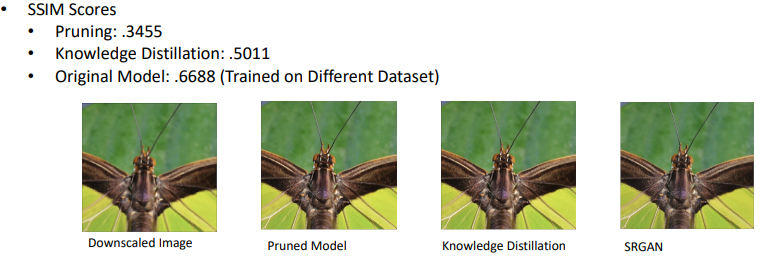 • SSIM Scores
• Pruning: .3455
• Knowledge Distillation: .5011
• Original Model: .6688 (Trained on Different Dataset)
Downscaled Image
Pruned Model
Knowledge Distillation
SRGAN